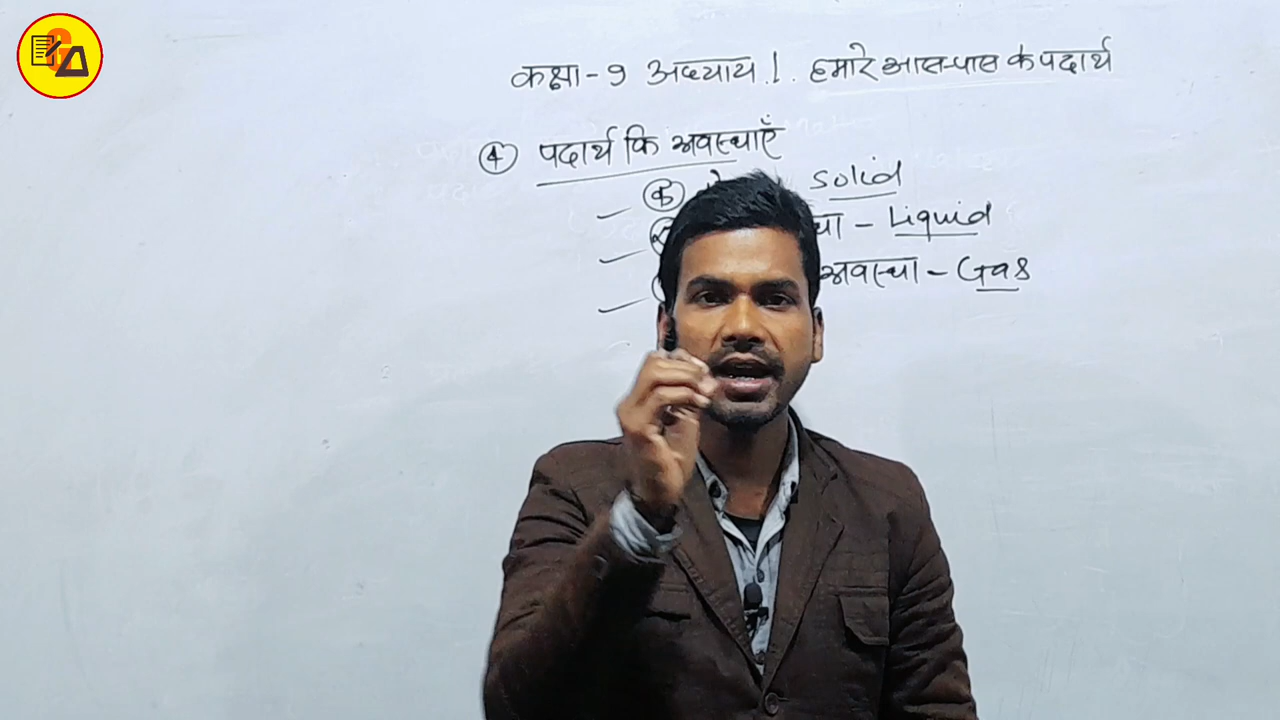 कक्षा - 9 अध्याय 1. हमारे आस-पास के पदार्थ
④ पदार्थ कि अवस्थाएँ
(क) Solid
था - Liquid
अवस्था - Gas